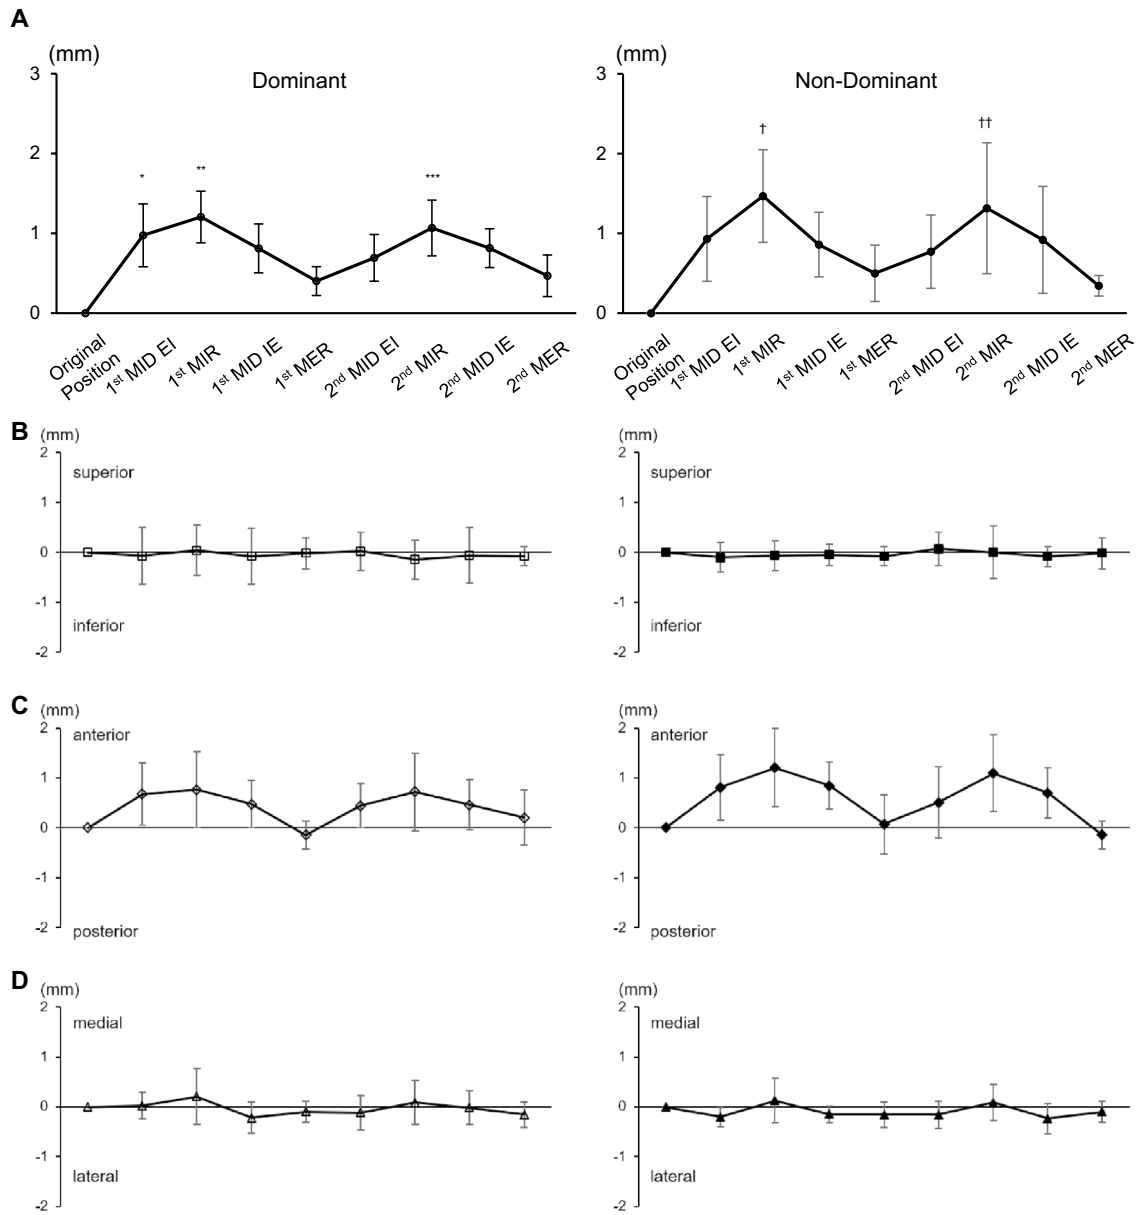 A
(mm)
Dominant
3
2
1
0
*
**
***
Original
Position
1st MID EI
1st MIR
1st MID IE
1st MER
2nd MID EI
2nd MIR
2nd MID IE
2nd MER
(mm)
Non-Dominant
3
2
1
0
†
††
Original
Position
1st MID EI
1st MIR
1st MID IE
1st MER
2nd MID EI
2nd MIR
2nd MID IE
2nd MER
B
(mm)
2
1
0
-1
-2
superior
inferior
(mm)
2
1
0
-1
-2
superior
inferior
C
(mm)
2
1
0
-1
-2
anterior
posterior
(mm)
2
1
0
-1
-2
anterior
posterior
D
(mm)
2
1
0
-1
-2
medial
lateral
(mm)
2
1
0
-1
-2
medial
lateral